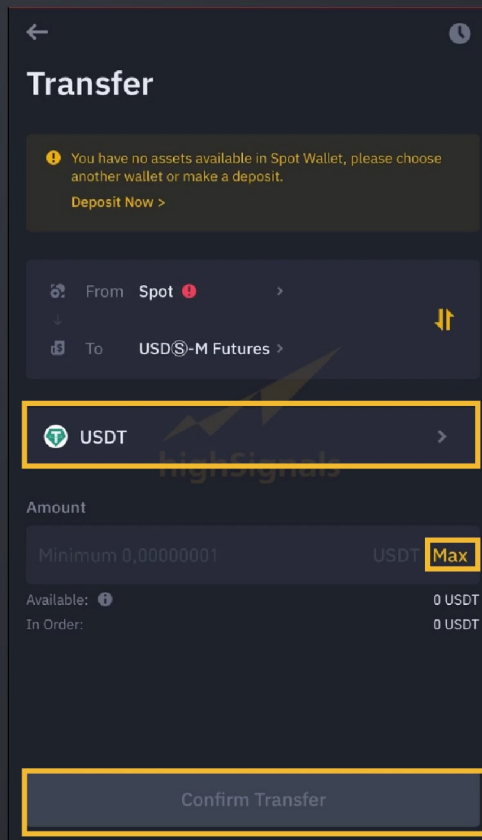 Transfer
You have no assets available in Spot Wallet, please choose
another wallet or make a deposit.
Deposit Now >
From Spot >
To USDⓈ-M Futures >
USDT >
highSignals
Amount
Minimum 0,00000001 USDT Max
Available: 0 USDT
In Order: 0 USDT
Confirm Transfer